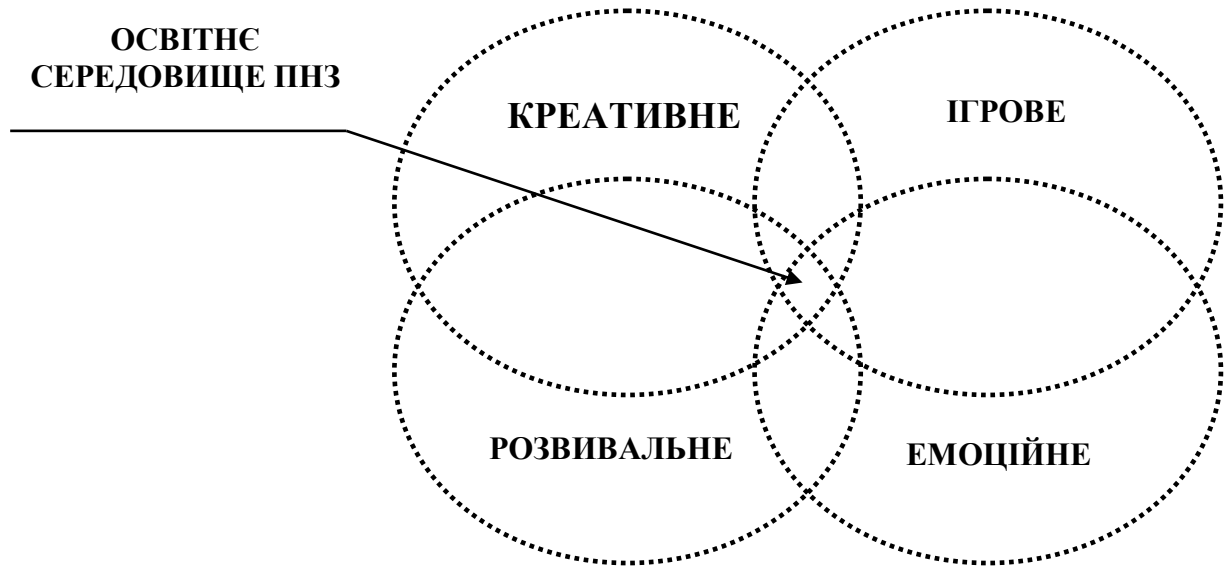 ОСВІТНЄ
СЕРЕДОВИЩЕ ПНЗ
КРЕАТИВНЕ
ІГРОВЕ
РОЗВИВАЛЬНЕ
ЕМОЦІЙНЕ